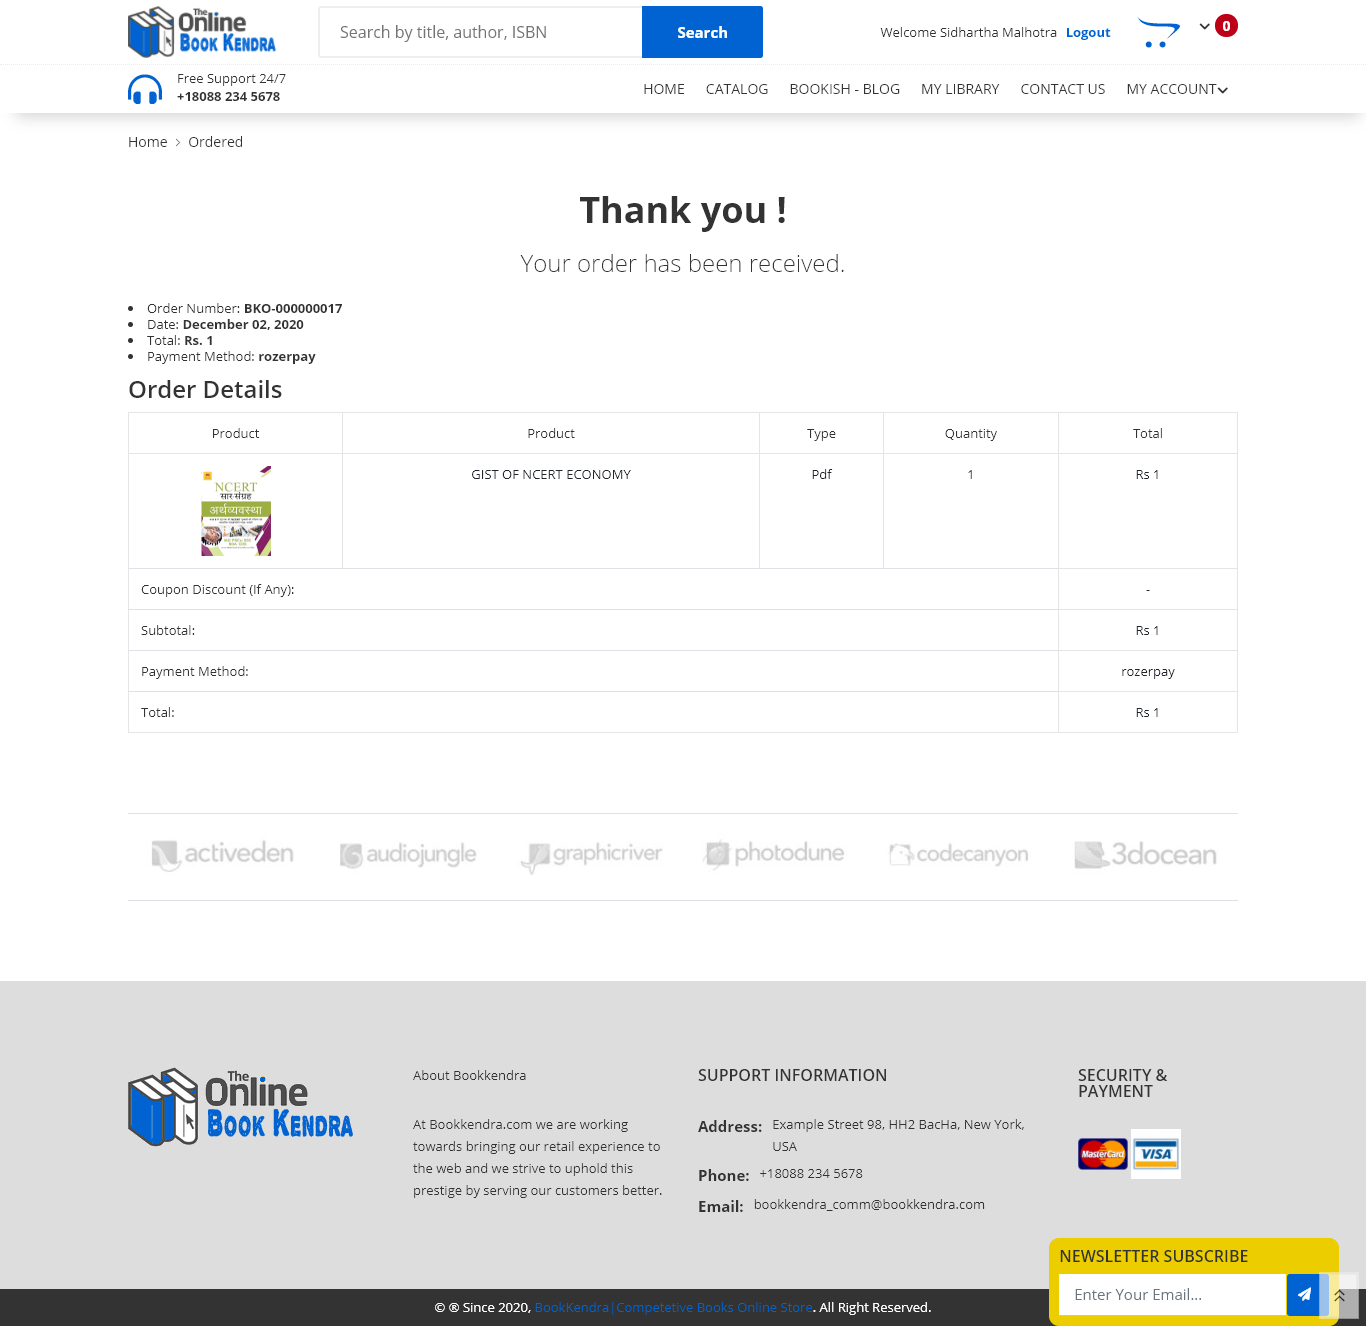 The
Online
BOOK KENDRA
Search by title, author, ISBN
Search
Welcome Sidhartha Malhotra Logout
0
Free Support 24/7
+18088 234 5678
HOME CATALOG BOOKISH - BLOG MY LIBRARY CONTACT US MY ACCOUNT
Home > Ordered
Thank you !
Your order has been received.
• Order Number: BKO-000000017
• Date: December 02, 2020
• Total: Rs. 1
• Payment Method: rozerpay
Order Details
Product Product Type Quantity Total
NCERT
सार संग्रह
अर्थव्यवस्था
GIST OF NCERT ECONOMY Pdf 1 Rs 1
Coupon Discount (If Any): -
Subtotal: Rs 1
Payment Method: rozerpay
Total: Rs 1
activeden audiojungle graphicriver photodune codecanyon 3docean
The
Online
BOOK KENDRA
About Bookkendra
At Bookkendra.com we are working
towards bringing our retail experience to
the web and we strive to uphold this
prestige by serving our customers better.
SUPPORT INFORMATION
Address: Example Street 98, HH2 BacHa, New York,
USA
Phone: +18088 234 5678
Email: bookkendra_comm@bookkendra.com
SECURITY &
PAYMENT
MasterCard VISA
NEWSLETTER SUBSCRIBE
Enter Your Email...
© ® Since 2020, BookKendra|Competetive Books Online Store. All Right Reserved.